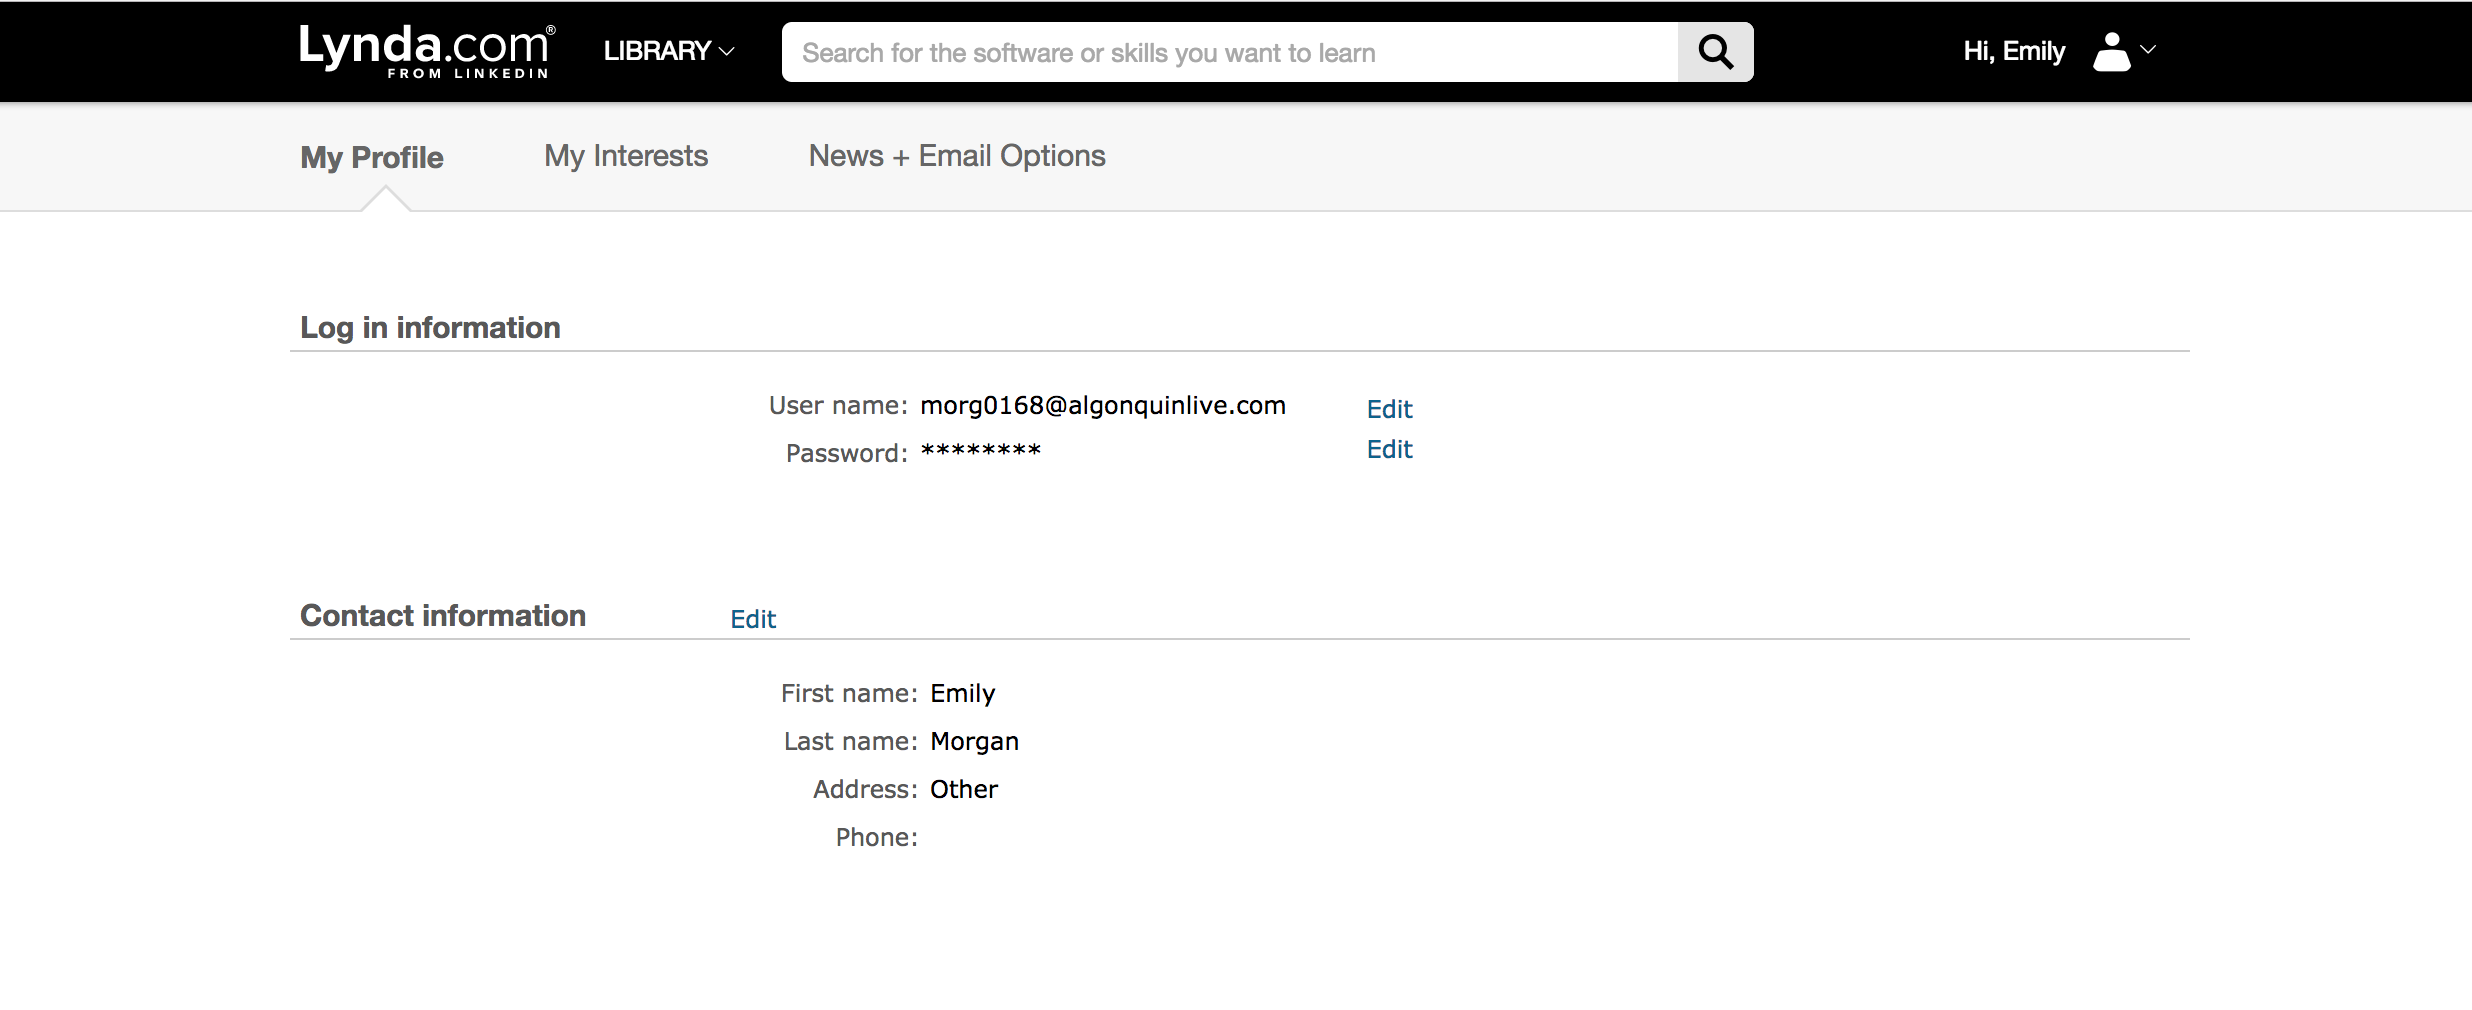 Lynda.com®
FROM LINKEDIN
LIBRARY
Search for the software or skills you want to learn
Hi, Emily
My Profile
My Interests
News + Email Options
Log in information
User name: morg0168@algonquinlive.com Edit
Password: ******** Edit
Contact information Edit
First name: Emily
Last name: Morgan
Address: Other
Phone: